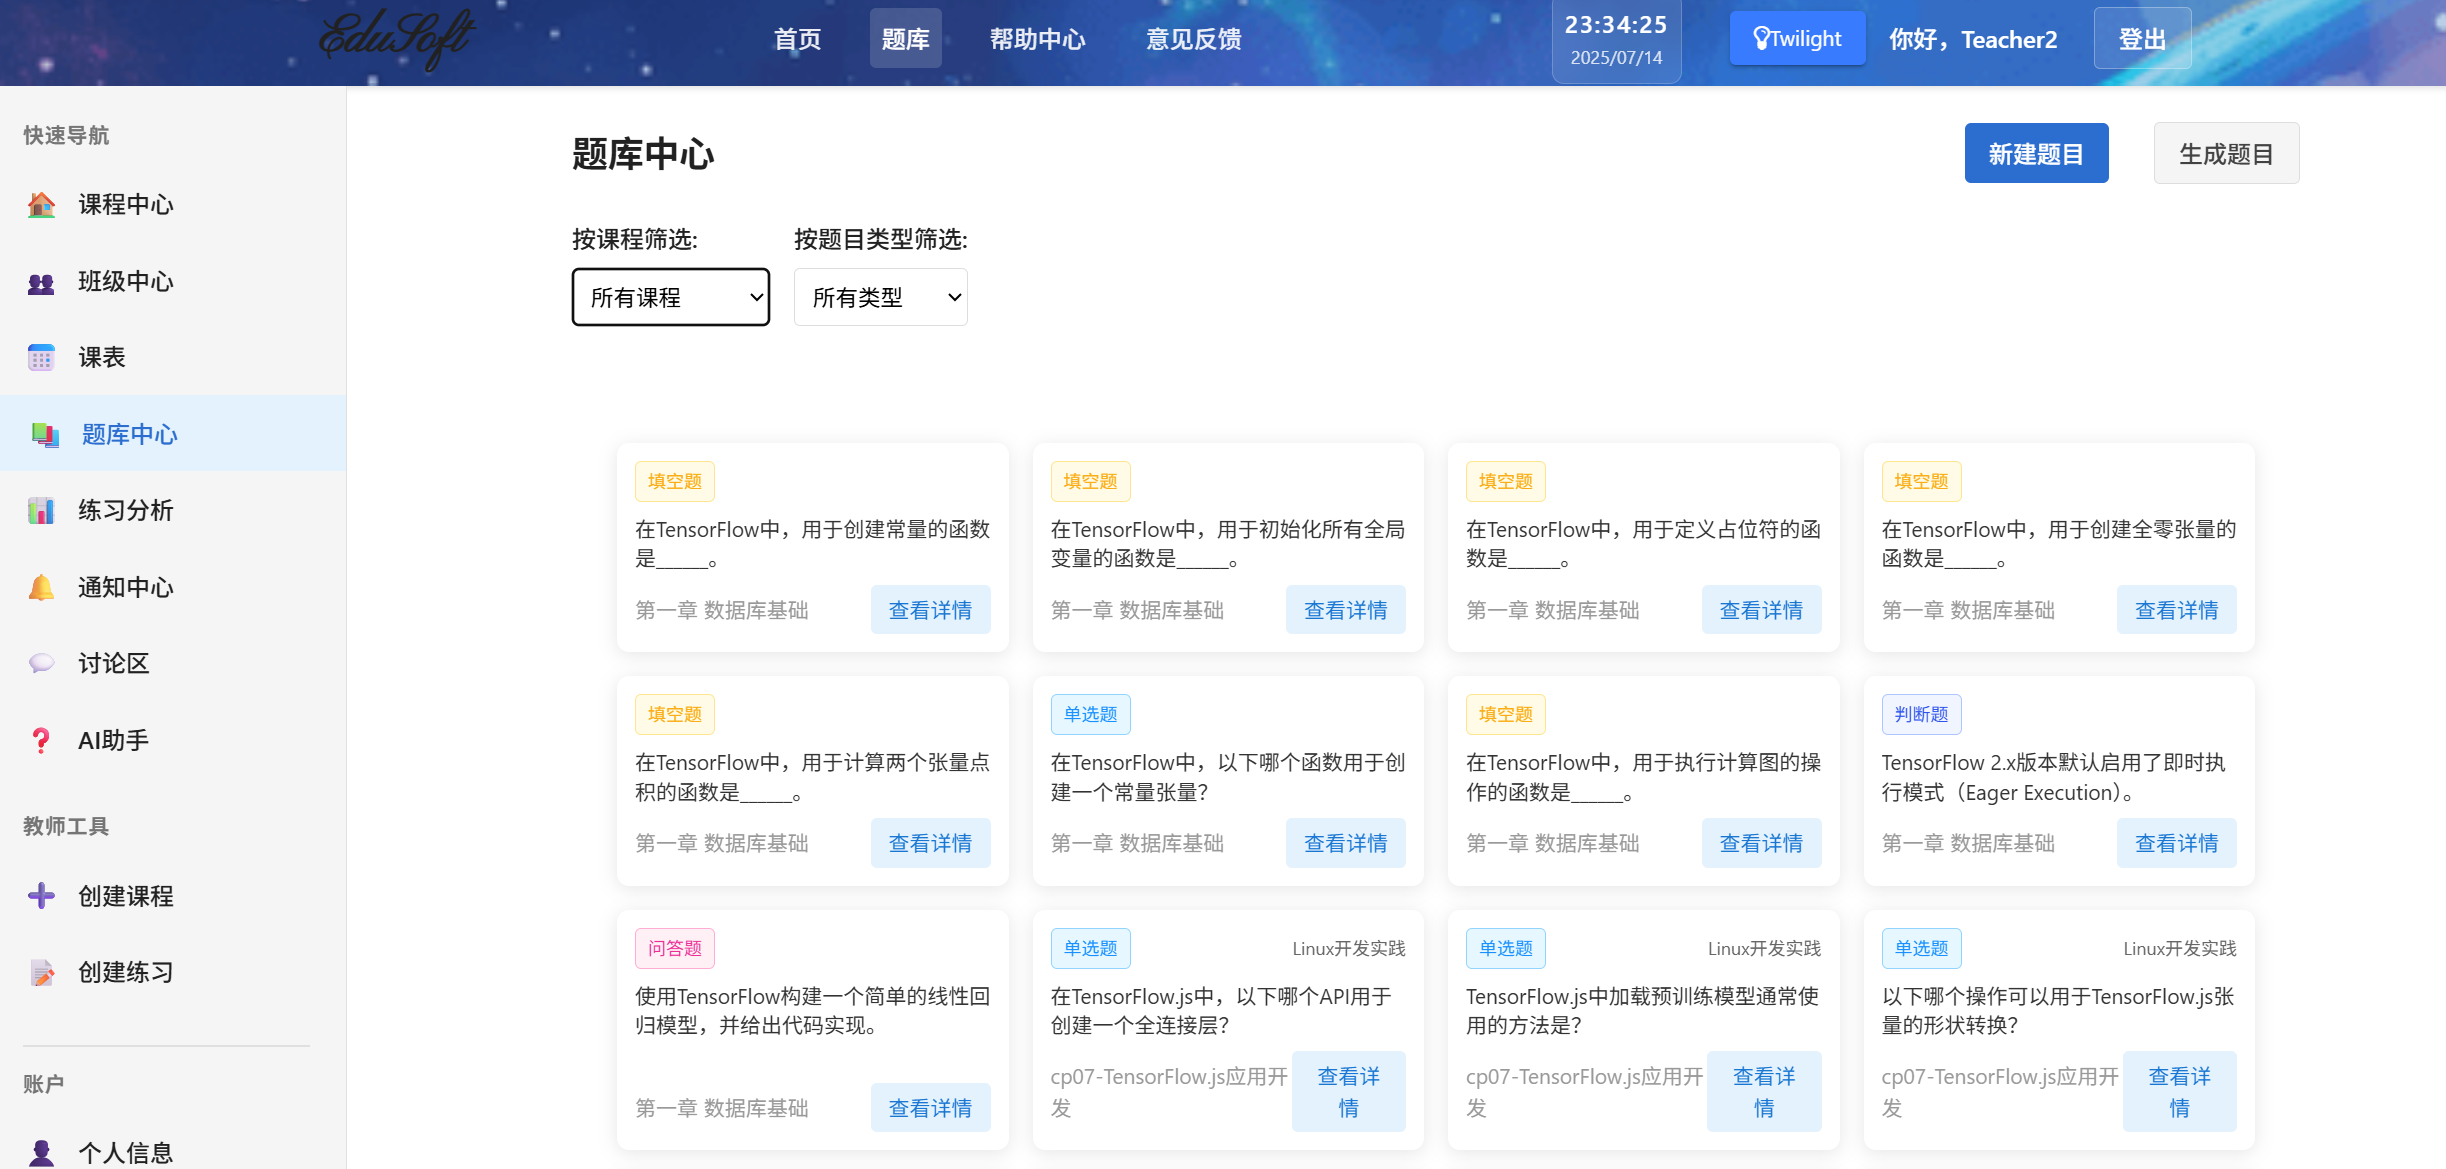 EduSoft
首页
题库
帮助中心
意见反馈
23:34:25
2025/07/14
Twilight
你好，Teacher2
登出
快速导航
课程中心
班级中心
课表
题库中心
练习分析
通知中心
讨论区
AI助手
教师工具
创建课程
创建练习
账户
个人信息
题库中心
新建题目
生成题目
按课程筛选:
按题目类型筛选:
所有课程
所有类型
填空题
在TensorFlow中，用于创建常量的函数
是_____。
第一章 数据库基础
查看详情
填空题
在TensorFlow中，用于初始化所有全局
变量的函数是_____。
第一章 数据库基础
查看详情
填空题
在TensorFlow中，用于定义占位符的函
数是_____。
第一章 数据库基础
查看详情
填空题
在TensorFlow中，用于创建全零张量的
函数是_____。
第一章 数据库基础
查看详情
填空题
在TensorFlow中，用于计算两个张量点
积的函数是_____。
第一章 数据库基础
查看详情
单选题
在TensorFlow中，以下哪个函数用于创
建一个常量张量？
第一章 数据库基础
查看详情
填空题
在TensorFlow中，用于执行计算图的操
作的函数是_____。
第一章 数据库基础
查看详情
判断题
TensorFlow 2.x版本默认启用了即时执
行模式（Eager Execution）。
第一章 数据库基础
查看详情
问答题
使用TensorFlow构建一个简单的线性回
归模型，并给出代码实现。
第一章 数据库基础
查看详情
单选题
Linux开发实践
在TensorFlow.js中，以下哪个API用于
创建一个全连接层？
cp07-TensorFlow.js应用开
发
查看详
情
单选题
Linux开发实践
TensorFlow.js中加载预训练模型通常使
用的方法是？
cp07-TensorFlow.js应用开
发
查看详
情
单选题
Linux开发实践
以下哪个操作可以用于TensorFlow.js张
量的形状转换？
cp07-TensorFlow.js应用开
发
查看详
情